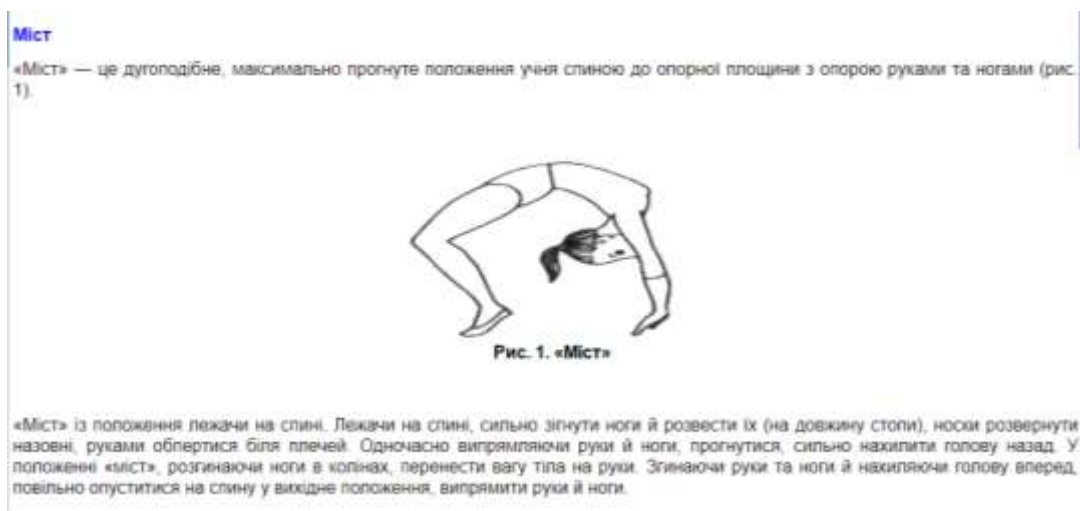 Міст
«Міст» — це дугоподібне, максимально прогнуте положення учня спиною до опорної площини з опорою руками та ногами (рис.
1).
Рис. 1. «Міст»
«Міст» із положення лежачи на спині. Лежачи на спині, сильно зігнути ноги й розвести їх (на довжину стопи), носки розвернути
назовні, руками обпертися біля плечей. Одночасно випрямляючи руки й ноги, прогнутися, сильно нахилити голову назад. У
положенні «міст», розгинаючи ноги в колінах, перенести вагу тіла на руки. Згинаючи руки та ноги й нахиляючи голову вперед,
повільно опуститися на спину у вихідне положення, випрямити руки й ноги.